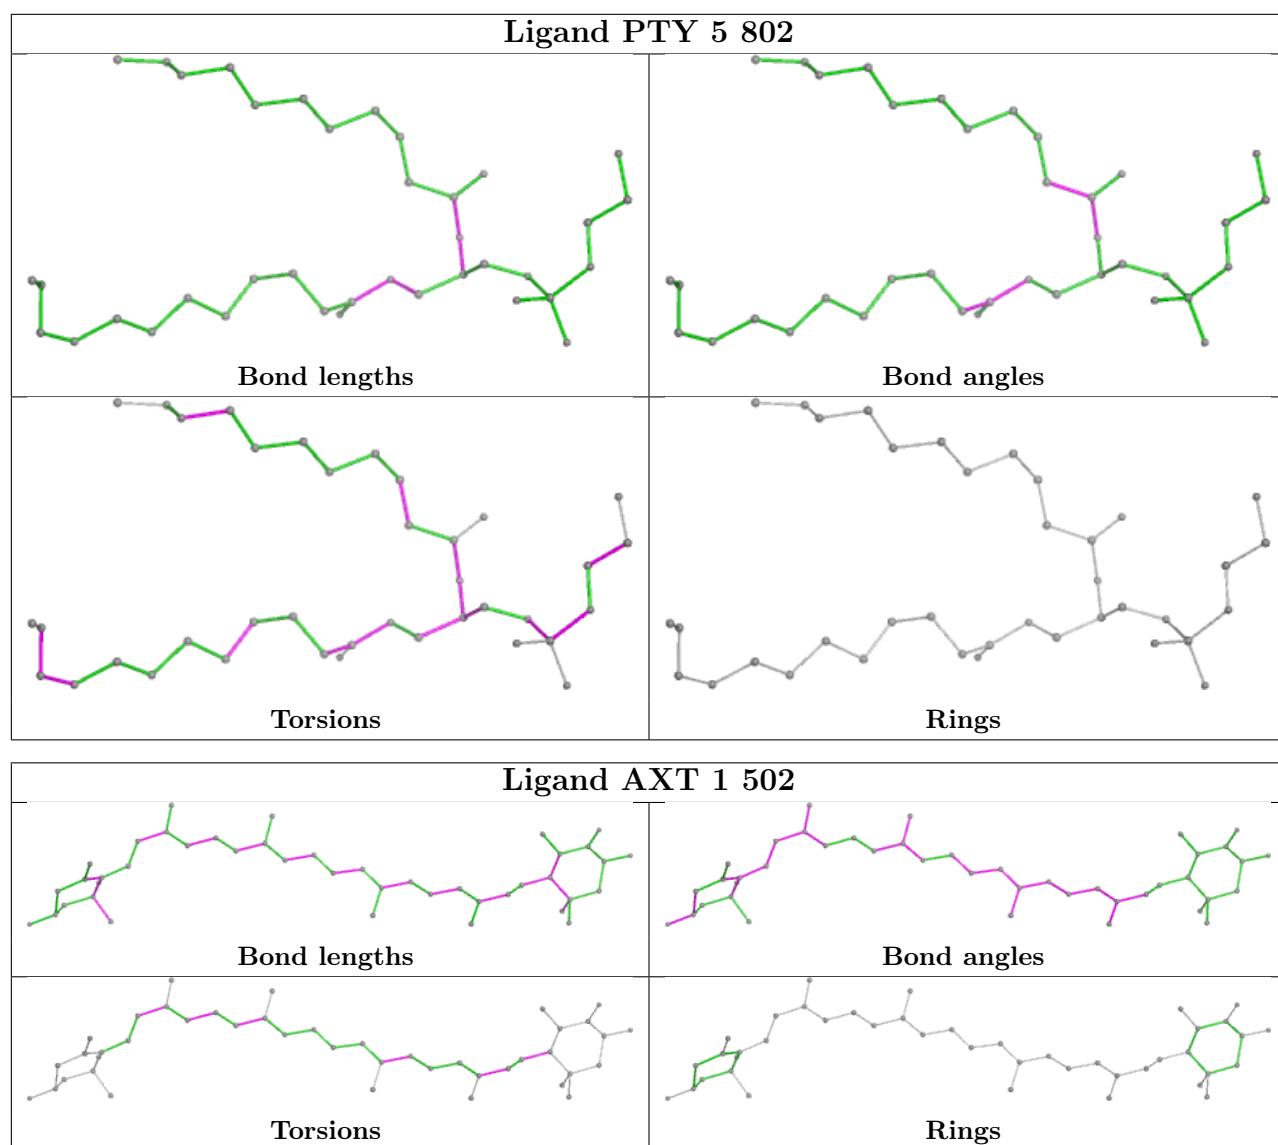 Ligand PTY 5 802
Bond lengths
Bond angles
Torsions
Rings
Ligand AXT 1 502
Bond lengths
Bond angles
Torsions
Rings